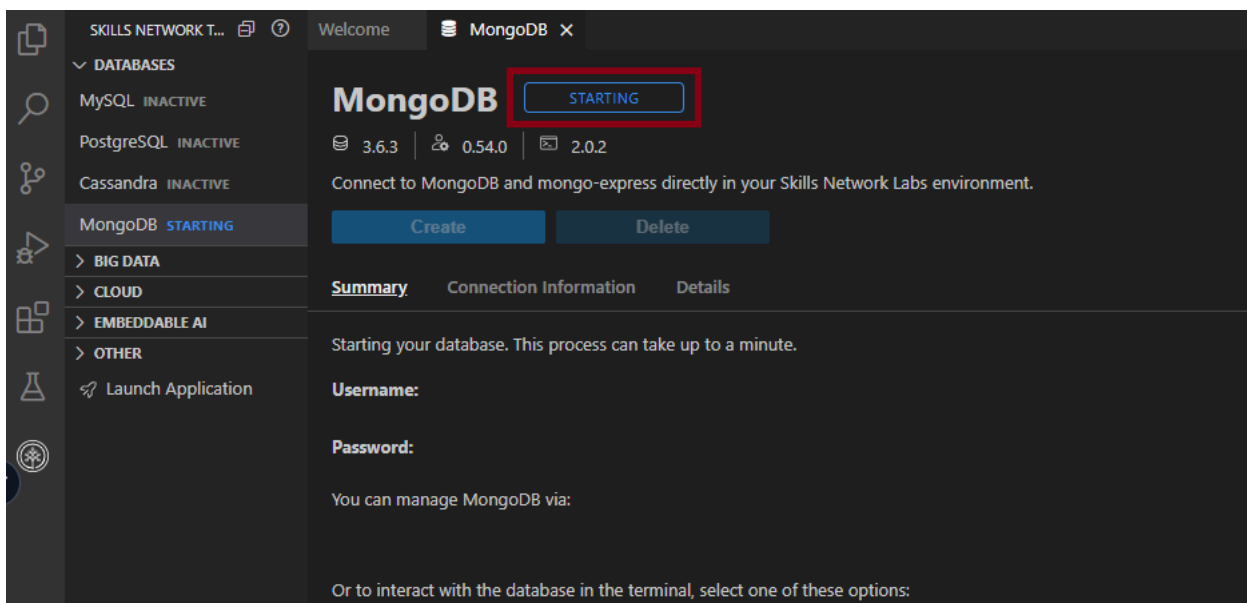 SKILLS NETWORK T...
DATABASES
MySQL INACTIVE
PostgreSQL INACTIVE
Cassandra INACTIVE
MongoDB STARTING
BIG DATA
CLOUD
EMBEDDABLE AI
OTHER
Launch Application
Welcome
MongoDB
MongoDB STARTING
3.6.3 0.54.0 2.0.2
Connect to MongoDB and mongo-express directly in your Skills Network Labs environment.
Create Delete
Summary Connection Information Details
Starting your database. This process can take up to a minute.
Username:
Password:
You can manage MongoDB via:
Or to interact with the database in the terminal, select one of these options: